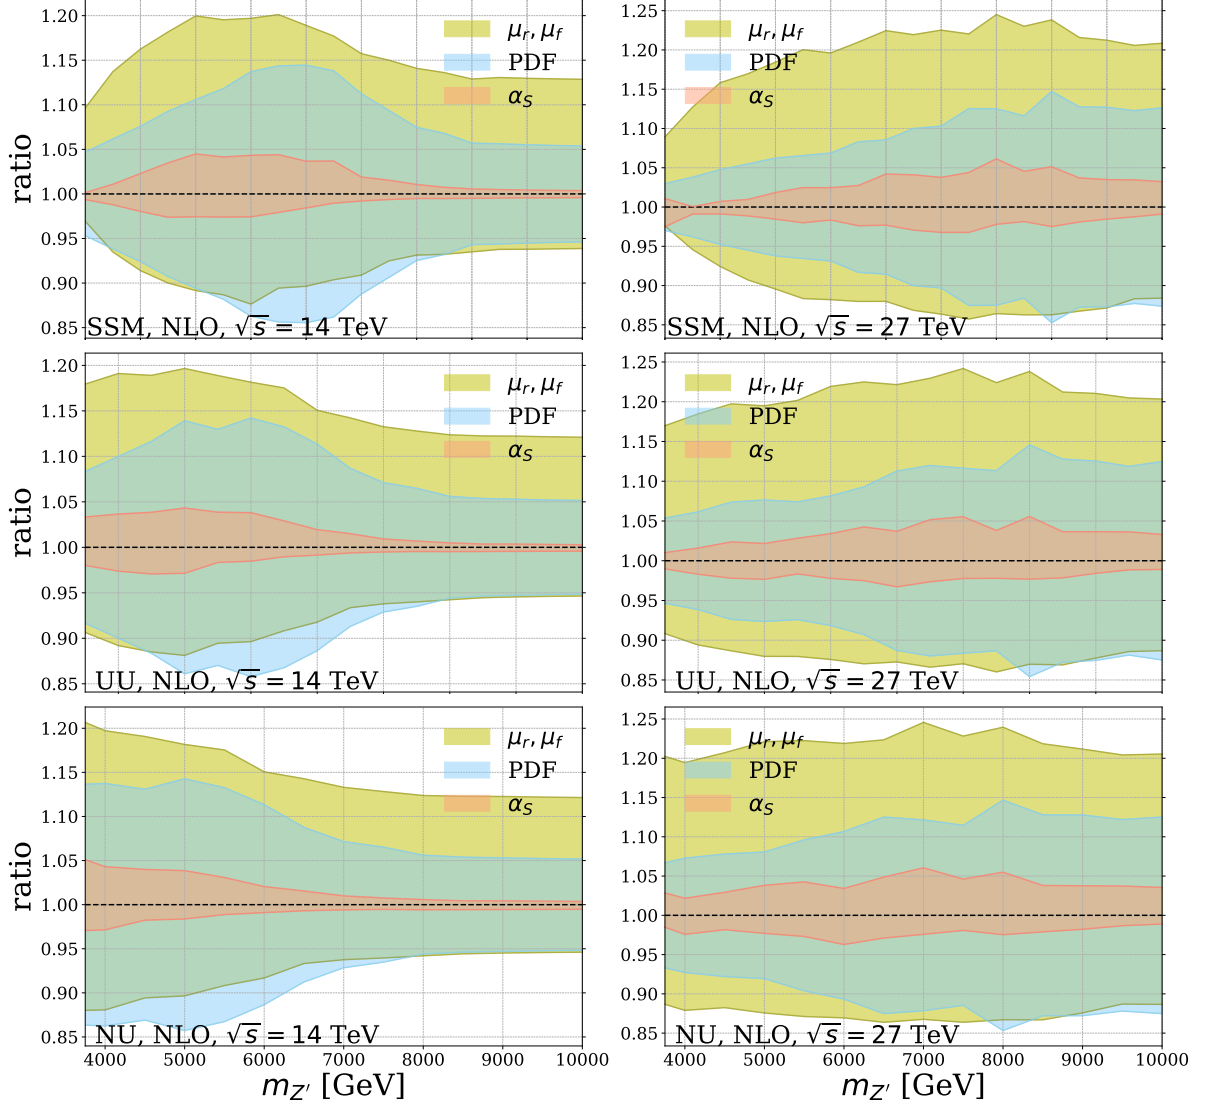 1.20
1.15
1.10
1.05
1.00
0.95
0.90
0.85
ratio
μr, μf
PDF
αS
SSM, NLO, √s = 14 TeV
1.25
1.20
1.15
1.10
1.05
1.00
0.95
0.90
0.85
μr, μf
PDF
αS
SSM, NLO, √s = 27 TeV
1.20
1.15
1.10
1.05
1.00
0.95
0.90
0.85
ratio
μr, μf
PDF
αS
UU, NLO, √s = 14 TeV
1.25
1.20
1.15
1.10
1.05
1.00
0.95
0.90
0.85
μr, μf
PDF
αS
UU, NLO, √s = 27 TeV
1.20
1.15
1.10
1.05
1.00
0.95
0.90
0.85
ratio
μr, μf
PDF
αS
NU, NLO, √s = 14 TeV
4000 5000 6000 7000 8000 9000 10000
mZ′ [GeV]
1.25
1.20
1.15
1.10
1.05
1.00
0.95
0.90
0.85
μr, μf
PDF
αS
NU, NLO, √s = 27 TeV
4000 5000 6000 7000 8000 9000 10000
mZ′ [GeV]